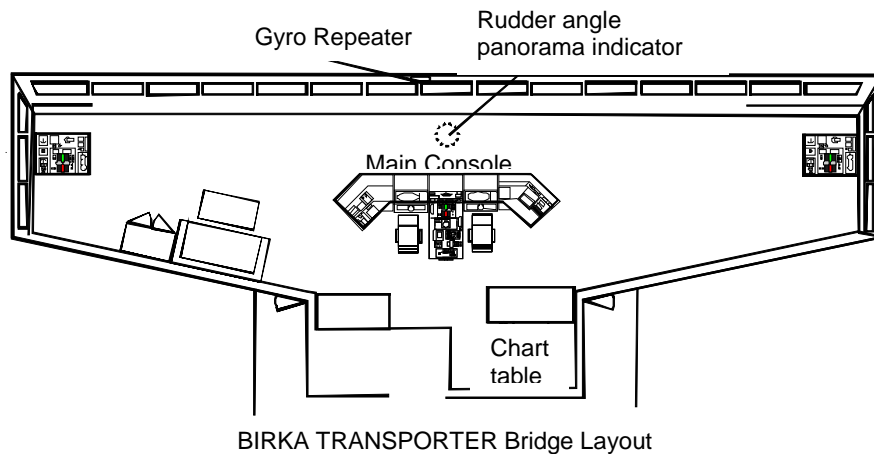 Rudder angle
Gyro Repeater
panorama indicator
Main Console
Chart
table
BIRKA TRANSPORTER Bridge Layout